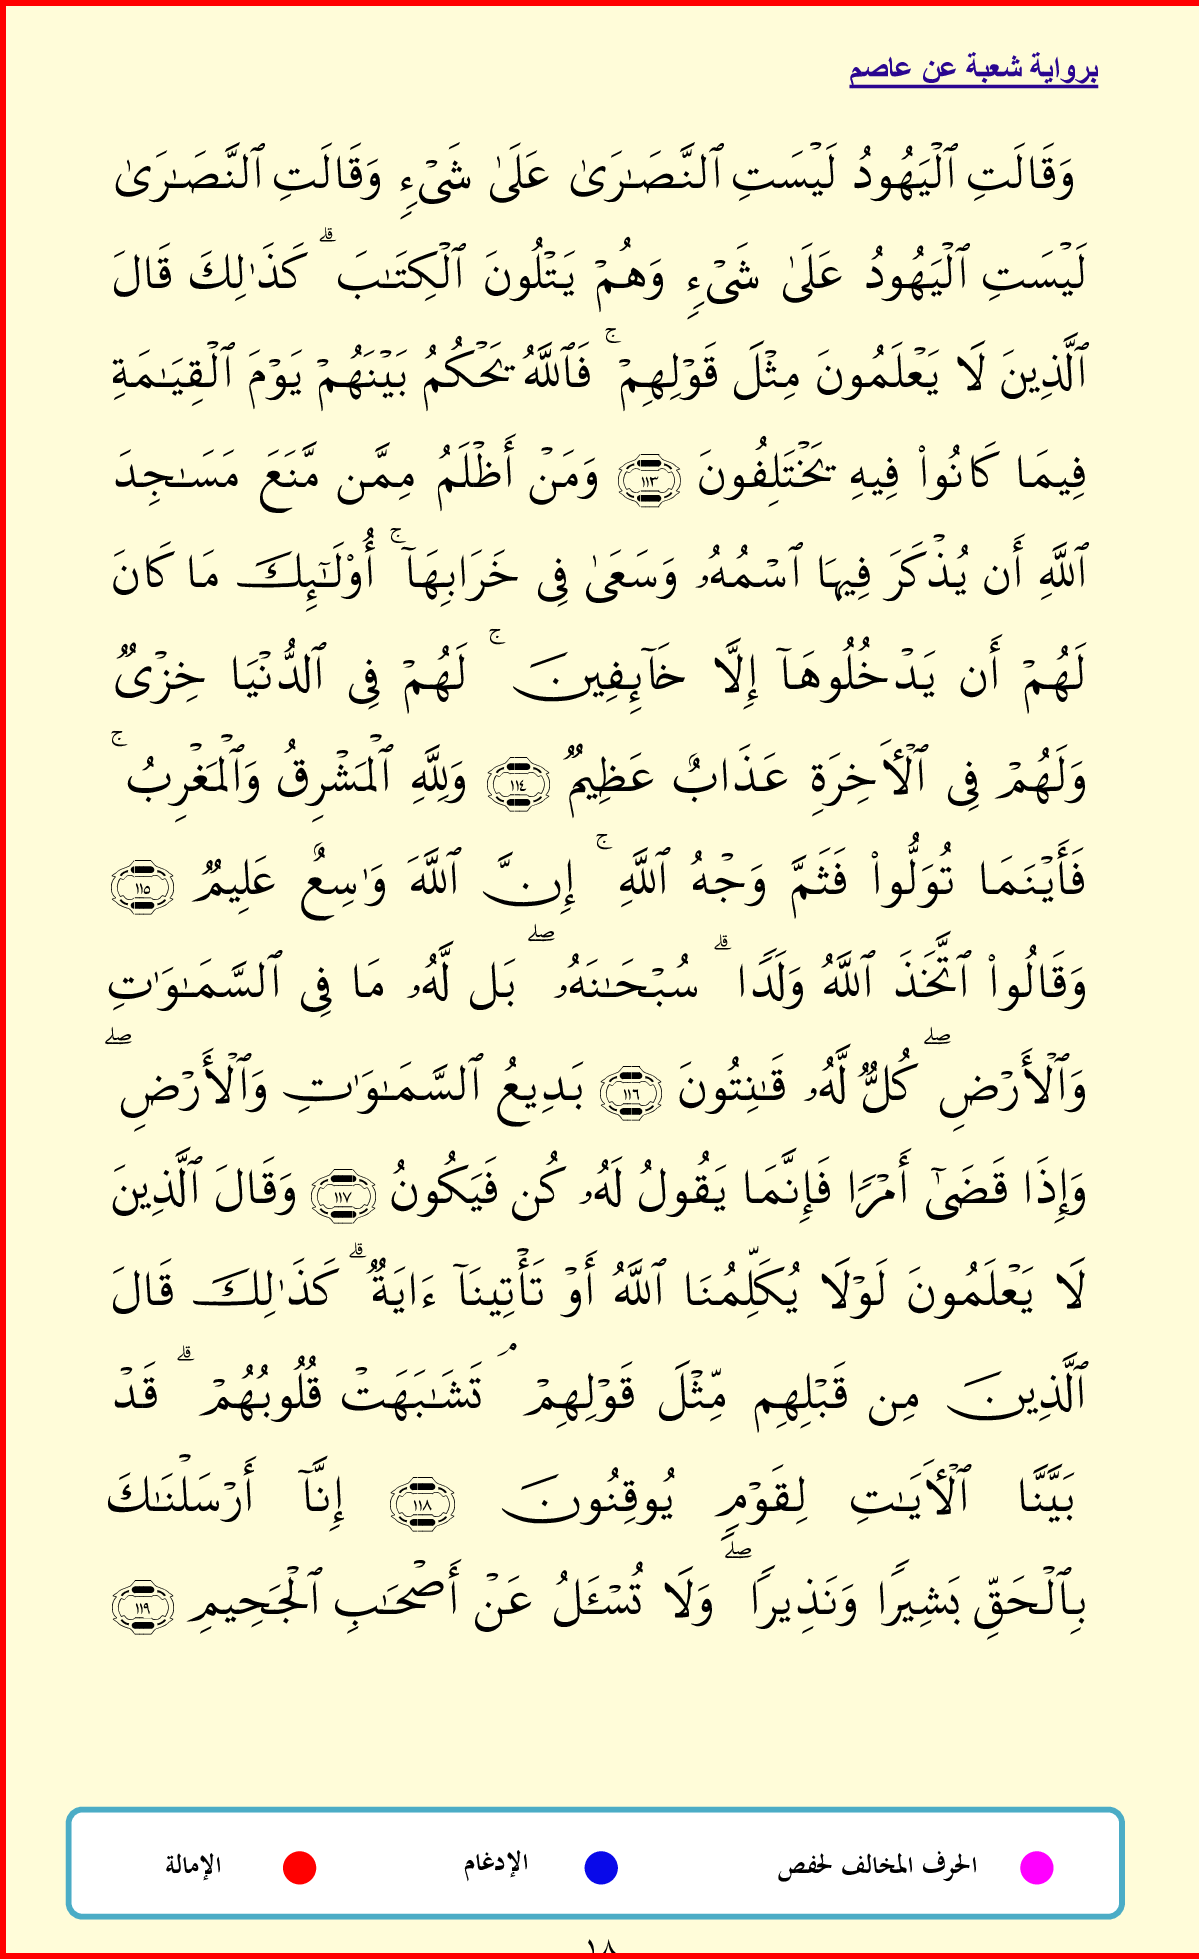 برواية شعبة عن عاصم
وَقَالَتِ ٱلْيَهُودُ لَيْسَتِ ٱلنَّصَـٰرَىٰ عَلَىٰ شَىْءٍ وَقَالَتِ ٱلنَّصَـٰرَىٰ
لَيْسَتِ ٱلْيَهُودُ عَلَىٰ شَىْءٍ وَهُمْ يَتْلُونَ ٱلْكِتَـٰبَ ۗ كَذَٰلِكَ قَالَ
ٱلَّذِينَ لَا يَعْلَمُونَ مِثْلَ قَوْلِهِمْ ۚ فَٱللَّهُ يَحْكُمُ بَيْنَهُمْ يَوْمَ ٱلْقِيَـٰمَةِ
فِيمَا كَانُوا۟ فِيهِ يَخْتَلِفُونَ ١١٣ وَمَنْ أَظْلَمُ مِمَّن مَّنَعَ مَسَـٰجِدَ
ٱللَّهِ أَن يُذْكَرَ فِيهَا ٱسْمُهُۥ وَسَعَىٰ فِى خَرَابِهَآ ۚ أُو۟لَـٰٓئِكَ مَا كَانَ
لَهُمْ أَن يَدْخُلُوهَآ إِلَّا خَآئِفِينَ ۚ لَهُمْ فِى ٱلدُّنْيَا خِزْىٌ
وَلَهُمْ فِى ٱلْأَخِرَةِ عَذَابٌ عَظِيمٌ ١١٤ وَلِلَّهِ ٱلْمَشْرِقُ وَٱلْمَغْرِبُ ۚ
فَأَيْنَمَا تُوَلُّوا۟ فَثَمَّ وَجْهُ ٱللَّهِ ۚ إِنَّ ٱللَّهَ وَٰسِعٌ عَلِيمٌ ١١٥
وَقَالُوا۟ ٱتَّخَذَ ٱللَّهُ وَلَدًا ۗ سُبْحَـٰنَهُۥ ۖ بَل لَّهُۥ مَا فِى ٱلسَّمَـٰوَٰتِ
وَٱلْأَرْضِ ۖ كُلٌّ لَّهُۥ قَـٰنِتُونَ ١١٦ بَدِيعُ ٱلسَّمَـٰوَٰتِ وَٱلْأَرْضِ ۖ
وَإِذَا قَضَىٰٓ أَمْرًا فَإِنَّمَا يَقُولُ لَهُۥ كُن فَيَكُونُ ١١٧ وَقَالَ ٱلَّذِينَ
لَا يَعْلَمُونَ لَوْلَا يُكَلِّمُنَا ٱللَّهُ أَوْ تَأْتِينَآ ءَايَةٌ ۗ كَذَٰلِكَ قَالَ
ٱلَّذِينَ مِن قَبْلِهِم مِّثْلَ قَوْلِهِمْ ۘ تَشَـٰبَهَتْ قُلُوبُهُمْ ۗ قَدْ
بَيَّنَّا ٱلْأَيَـٰتِ لِقَوْمٍ يُوقِنُونَ ١١٨ إِنَّآ أَرْسَلْنَـٰكَ
بِٱلْحَقِّ بَشِيرًا وَنَذِيرًا ۖ وَلَا تُسْـَٔلُ عَنْ أَصْحَـٰبِ ٱلْجَحِيمِ ١١٩
الحرف المخالف لحفص الإدغام الإمالة
١٨